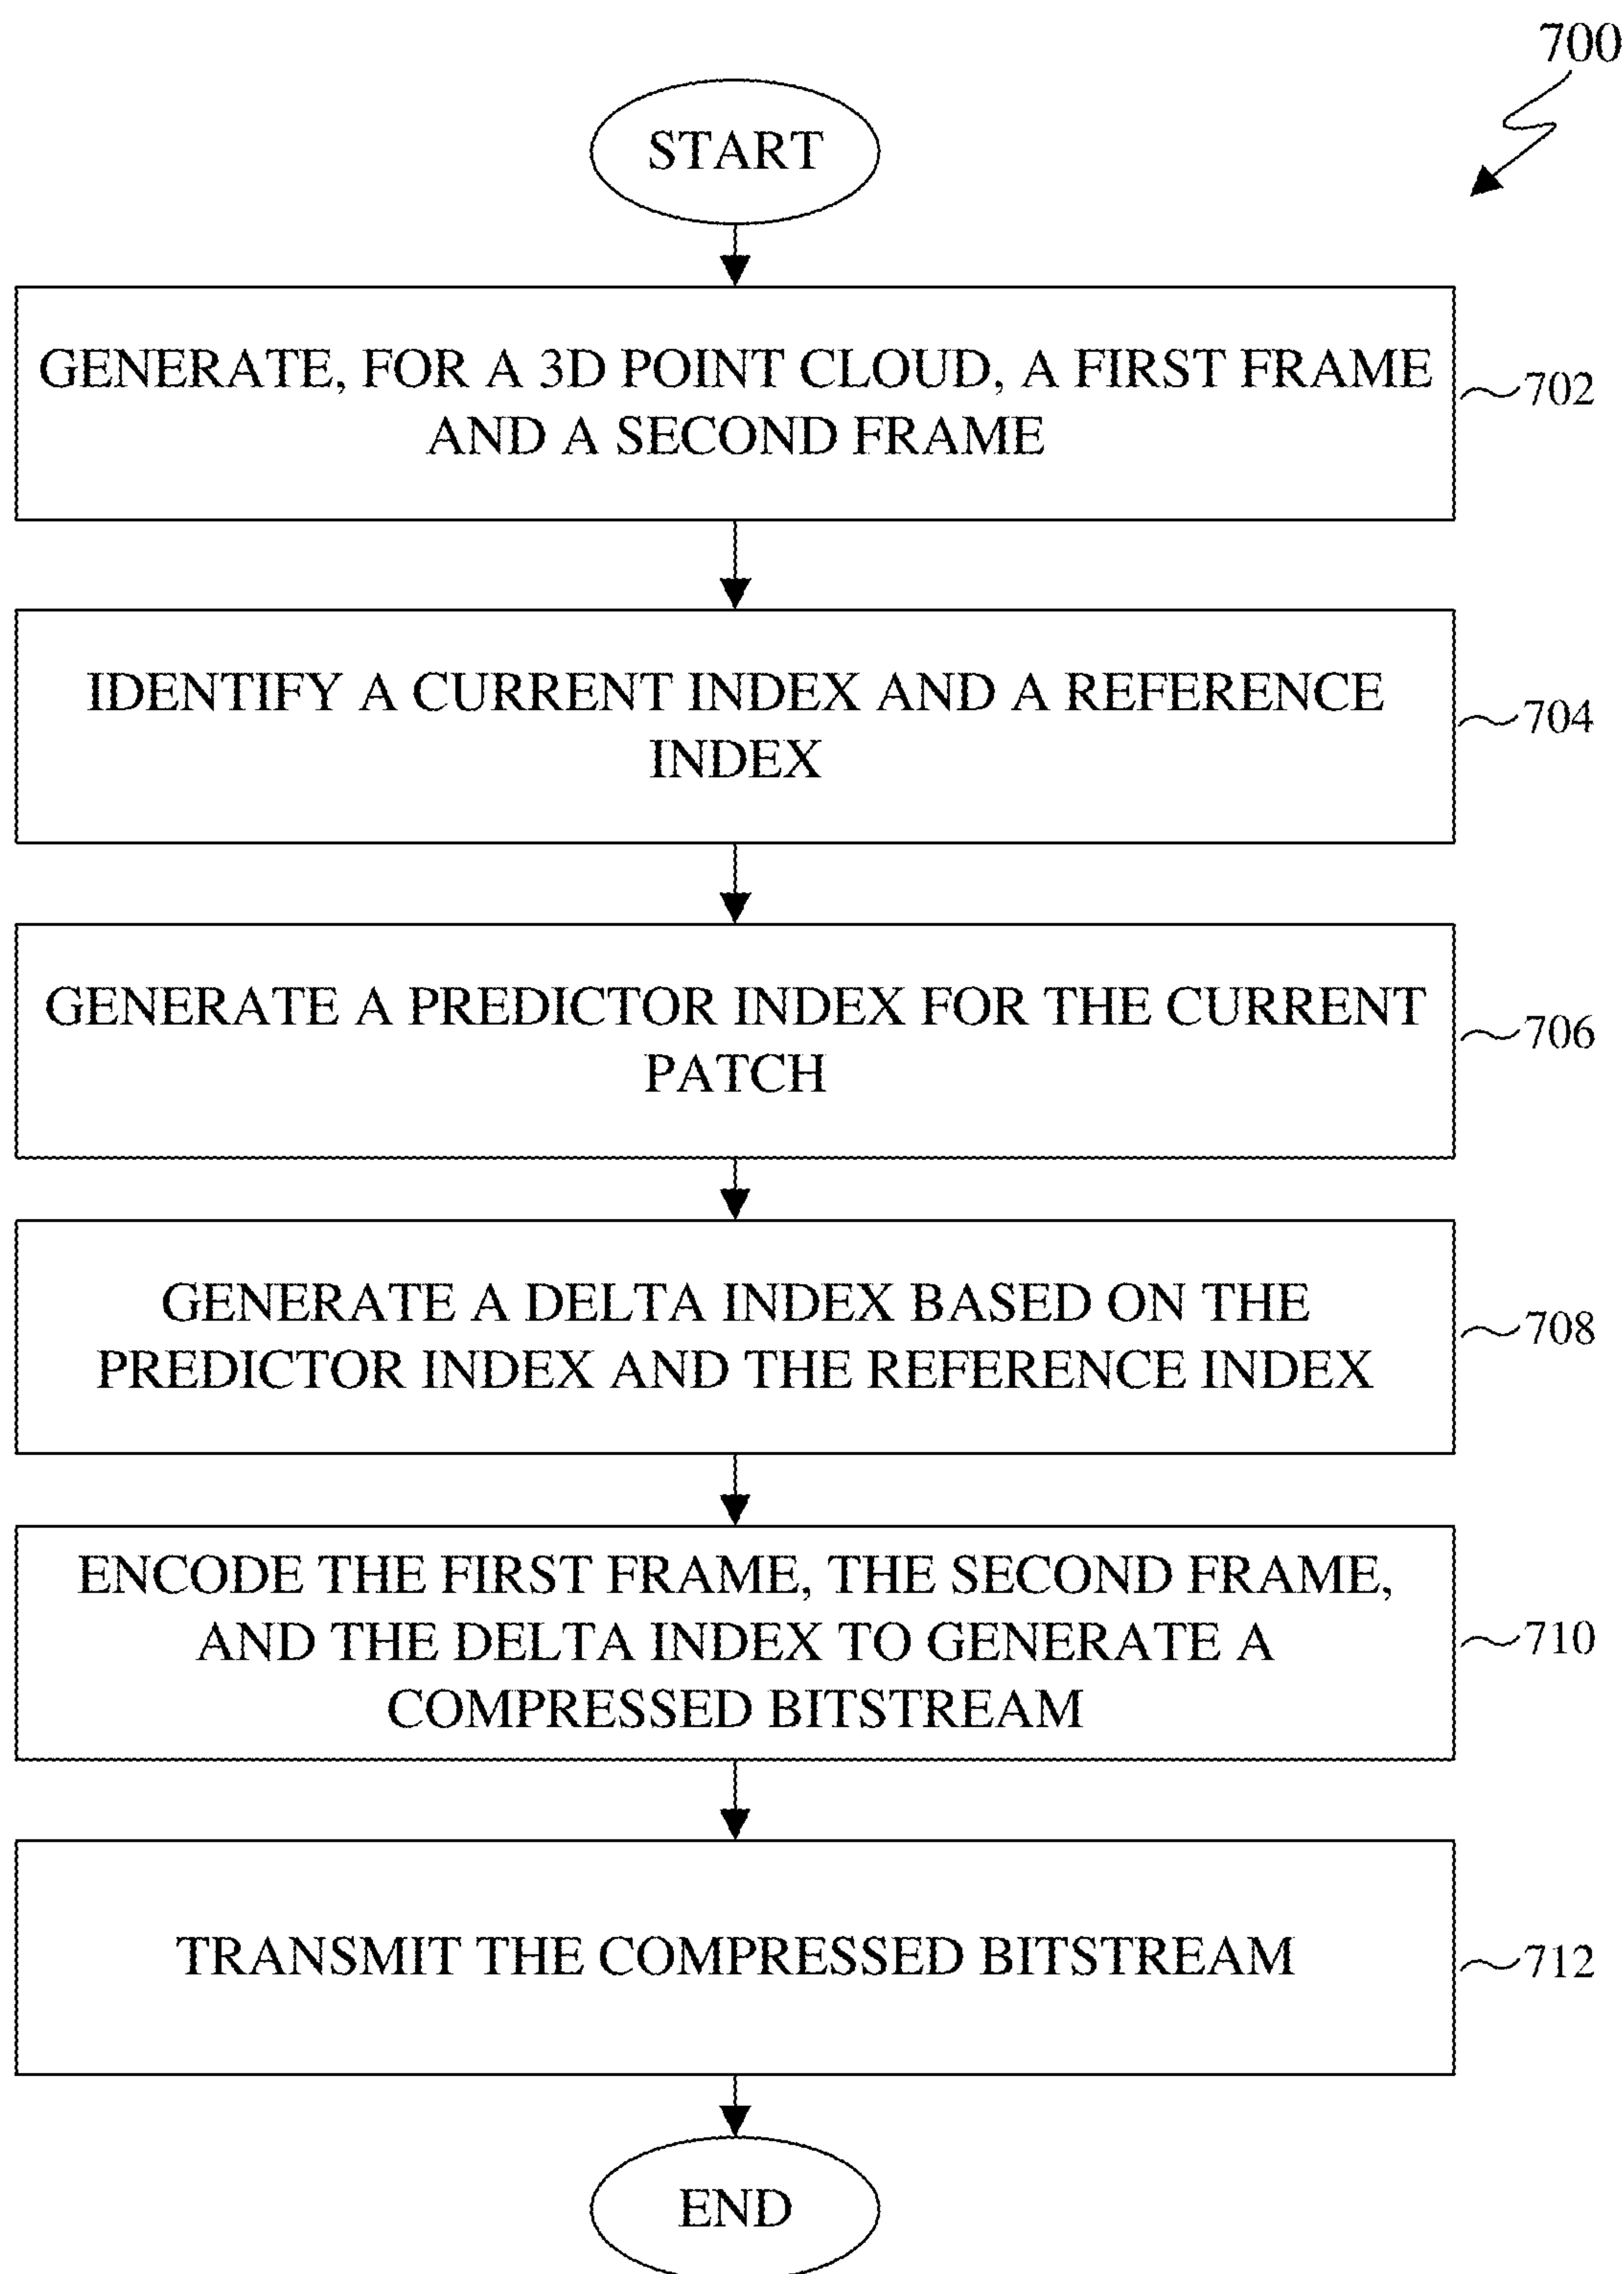 700
START
GENERATE, FOR A 3D POINT CLOUD, A FIRST FRAME
AND A SECOND FRAME
702
IDENTIFY A CURRENT INDEX AND A REFERENCE
INDEX
704
GENERATE A PREDICTOR INDEX FOR THE CURRENT
PATCH
706
GENERATE A DELTA INDEX BASED ON THE
PREDICTOR INDEX AND THE REFERENCE INDEX
708
ENCODE THE FIRST FRAME, THE SECOND FRAME,
AND THE DELTA INDEX TO GENERATE A
COMPRESSED BITSTREAM
710
TRANSMIT THE COMPRESSED BITSTREAM
712
END